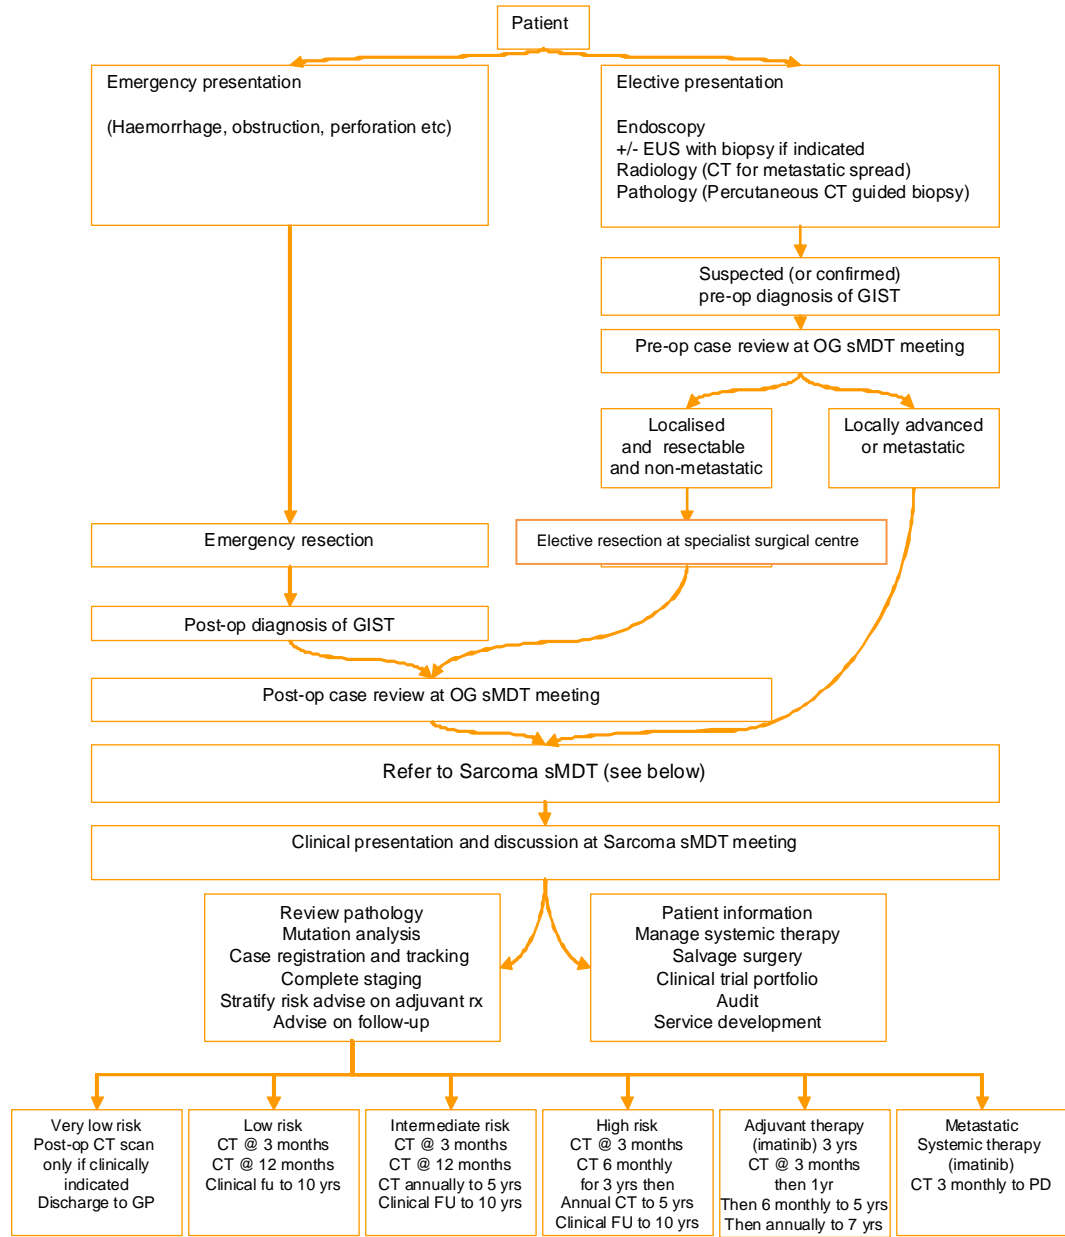 Patient
Emergency presentation
(Haemorrhage, obstruction, perforation etc)
Elective presentation
Endoscopy
+/- EUS with biopsy if indicated
Radiology (CT for metastatic spread)
Pathology (Percutaneous CT guided biopsy)
Suspected (or confirmed)
pre-op diagnosis of GIST
Pre-op case review at OG sMDT meeting
Localised
and resectable
and non-metastatic
Locally advanced
or metastatic
Emergency resection
Elective resection at specialist surgical centre
Post-op diagnosis of GIST
Post-op case review at OG sMDT meeting
Refer to Sarcoma sMDT (see below)
Clinical presentation and discussion at Sarcoma sMDT meeting
Review pathology
Mutation analysis
Case registration and tracking
Complete staging
Stratify risk advise on adjuvant rx
Advise on follow-up
Patient information
Manage systemic therapy
Salvage surgery
Clinical trial portfolio
Audit
Service development
Very low risk
Post-op CT scan
only if clinically
indicated
Discharge to GP
Low risk
CT @ 3 months
CT @ 12 months
Clinical fu to 10 yrs
Intermediate risk
CT @ 3 months
CT @ 12 months
CT annually to 5 yrs
Clinical FU to 10 yrs
High risk
CT @ 3 months
CT 6 monthly
for 3 yrs then
Annual CT to 5 yrs
Clinical FU to 10 yrs
Adjuvant therapy
(imatinib) 3 yrs
CT @ 3 months
then 1yr
Then 6 monthly to 5 yrs
Then annually to 7 yrs
Metastatic
Systemic therapy
(imatinib)
CT 3 monthly to PD